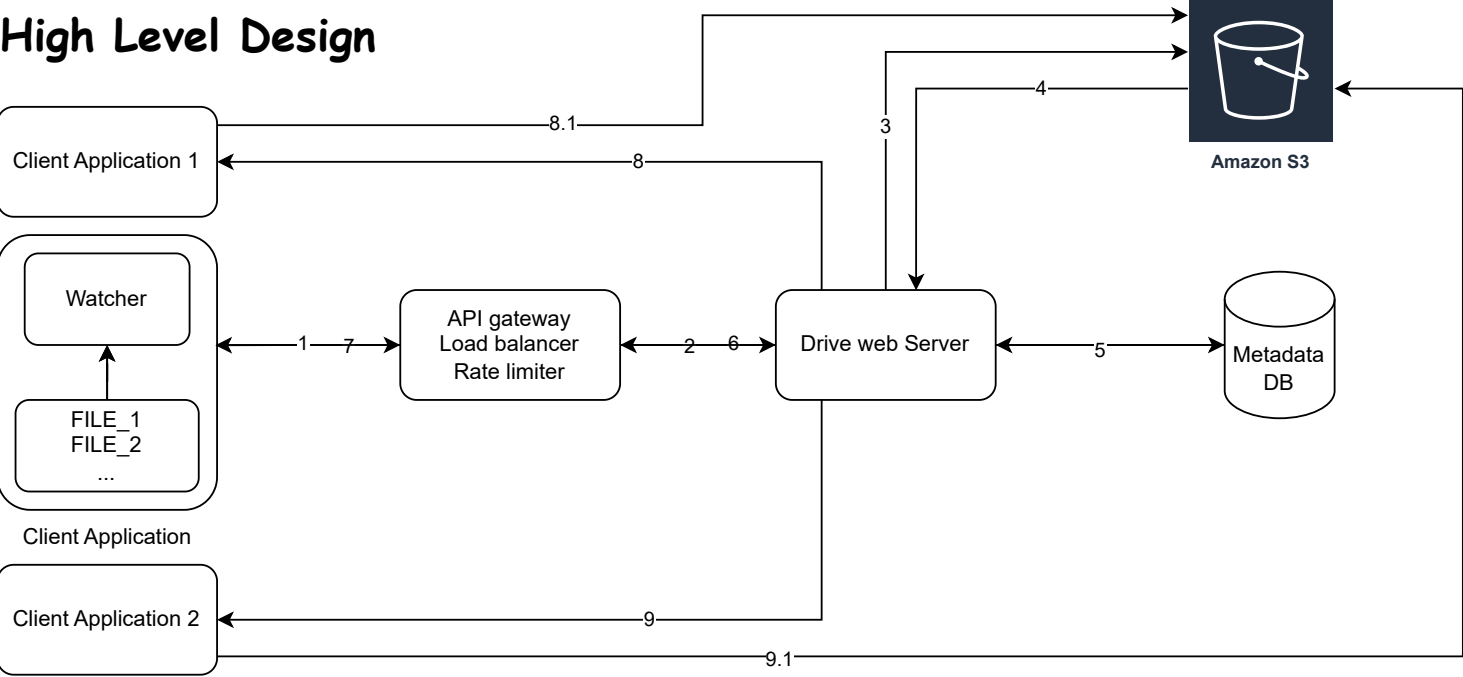 High Level Design
8.1
3
4
Amazon S3
Client Application 1
8
Watcher
FILE_1
FILE_2
...
Client Application
1
7
API gateway
Load balancer
Rate limiter
2
6
Drive web Server
5
Metadata
DB
Client Application 2
9
9.1